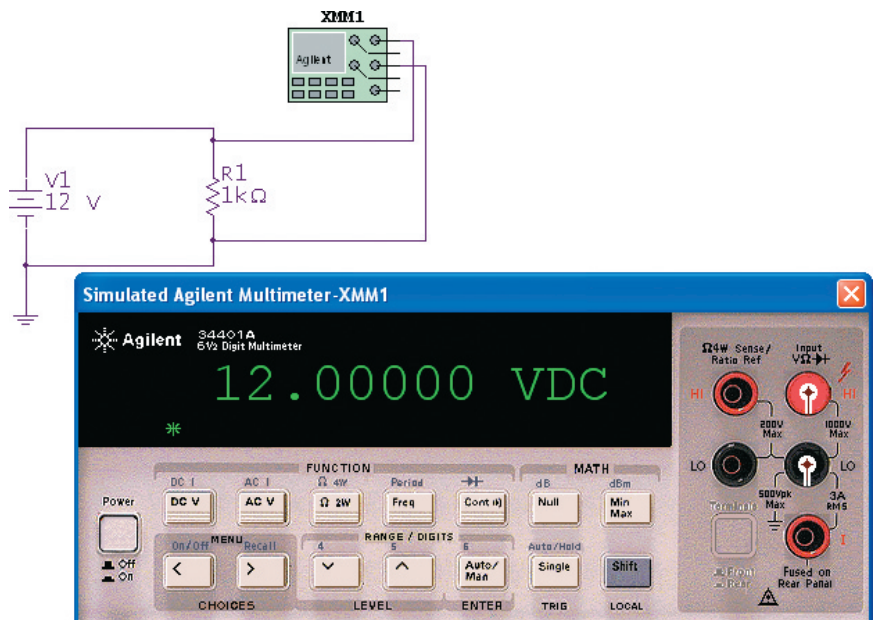 XMM1
Agilent
V1
12 V
R1
1kΩ
Simulated Agilent Multimeter-XMM1
Agilent 34401A
6½ Digit Multimeter
12.00000 VDC
Ω4W Sense/
Ratio Ref
Input
VΩ
HI
HI
200V
Max
1000V
Max
LO
LO
500Vpk
Max
3A
RMS
Terminals
I
Front
Rear
Fused on
Rear Panal
FUNCTION
MATH
DC I
AC I
Ω 4W
Period
dB
dBm
Power
DC V
AC V
Ω 2W
Freq
Cont
Null
Min
Max
Off
On
MENU
RANGE / DIGITS
On/Off
Recall
4
5
6
Auto/Hold
<
>
Auto/
Man
Single
Shift
CHOICES
LEVEL
ENTER
TRIG
LOCAL